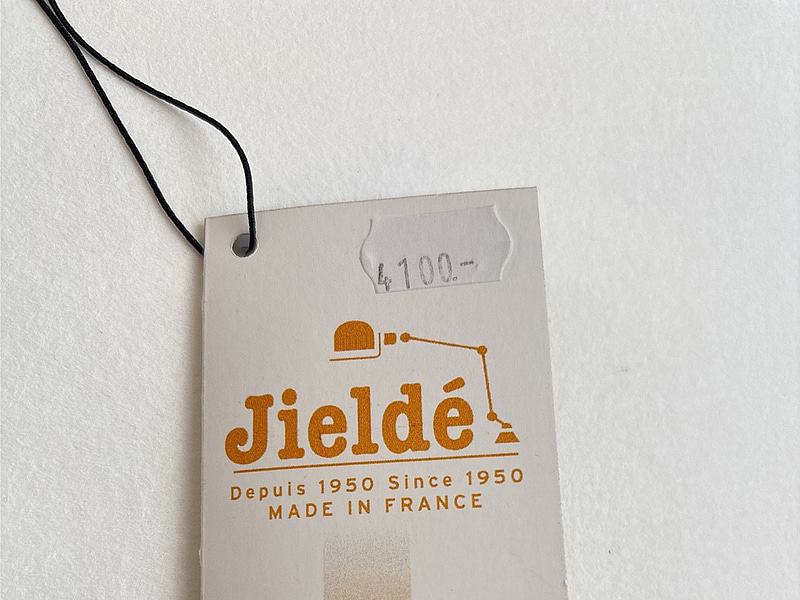 4100.-
Jieldé
Depuis 1950 Since 1950
MADE IN FRANCE